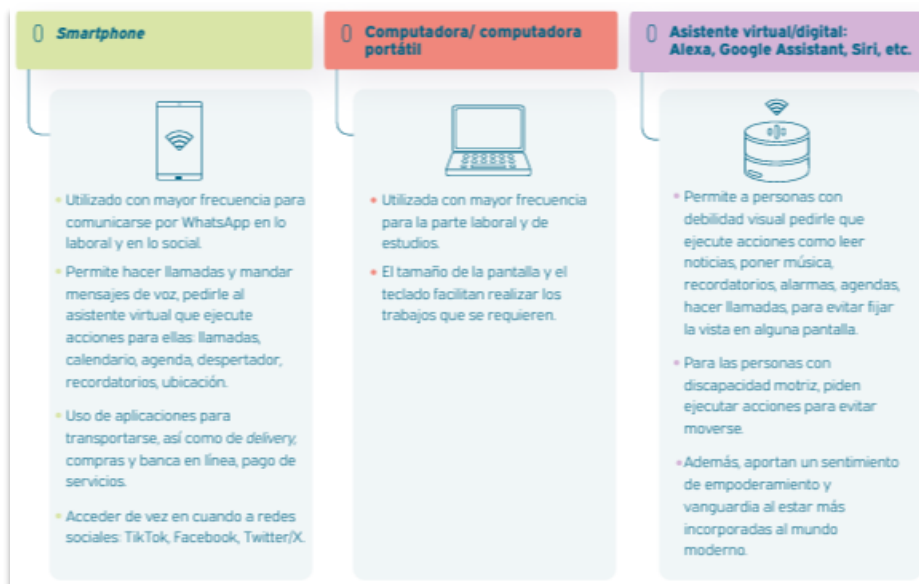 Smartphone
Utilizado con mayor frecuencia para
comunicarse por WhatsApp en lo
laboral y en lo social.
Permite hacer llamadas y mandar
mensajes de voz, pedirle al
asistente virtual que ejecute
acciones para ellas: llamadas,
calendario, agenda, despertador,
recordatorios, ubicación.
Uso de aplicaciones para
transportarse, así como de delivery,
compras y banca en línea, pago de
servicios.
Acceder de vez en cuando a redes
sociales: TikTok, Facebook, Twitter/X.
Computadora/ computadora
portátil
Utilizada con mayor frecuencia
para la parte laboral y de
estudios.
El tamaño de la pantalla y el
teclado facilitan realizar los
trabajos que se requieren.
Asistente virtual/digital:
Alexa, Google Assistant, Siri, etc.
Permite a personas con
debilidad visual pedirle que
ejecute acciones como leer
noticias, poner música,
recordatorios, alarmas, agendas,
hacer llamadas, para evitar fijar
la vista en alguna pantalla.
Para las personas con
discapacidad motriz, piden
ejecutar acciones para evitar
moverse.
Además, aportan un sentimiento
de empoderamiento y
vanguardia al estar más
incorporadas al mundo
moderno.